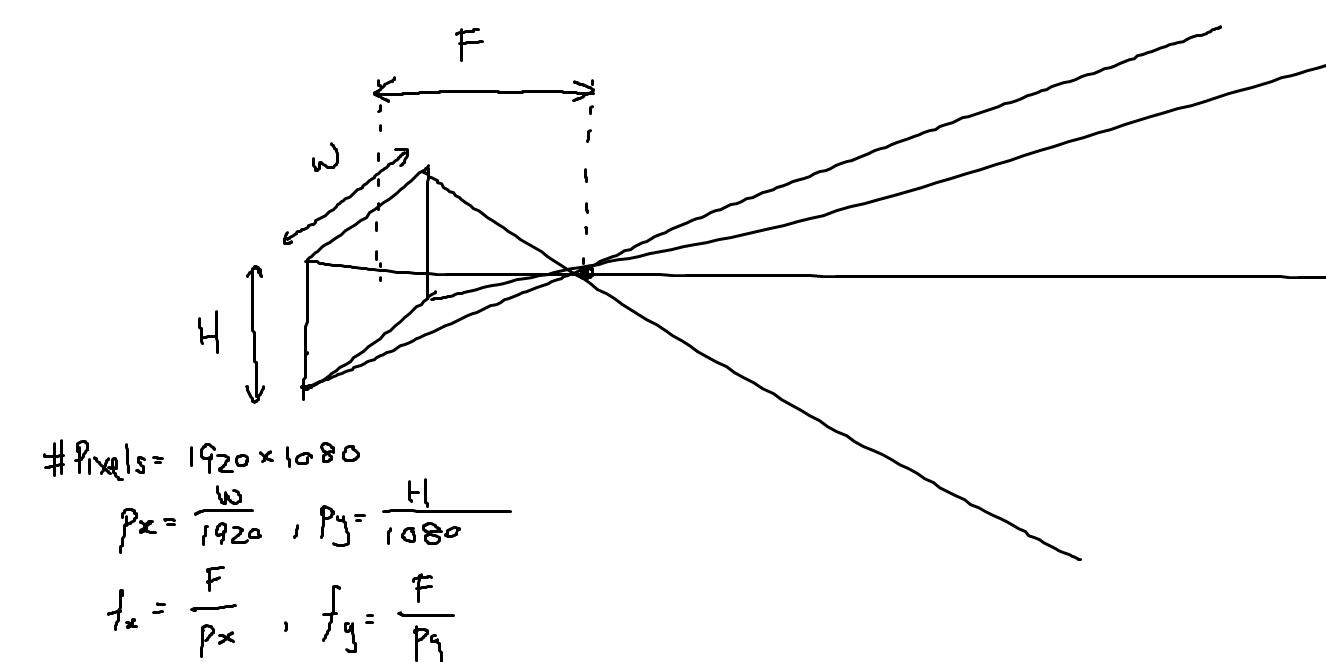 F
W
H
#Pixels= 1920×1080
px = W/1920 , py = H/1080
fx = F/px , fy = F/py